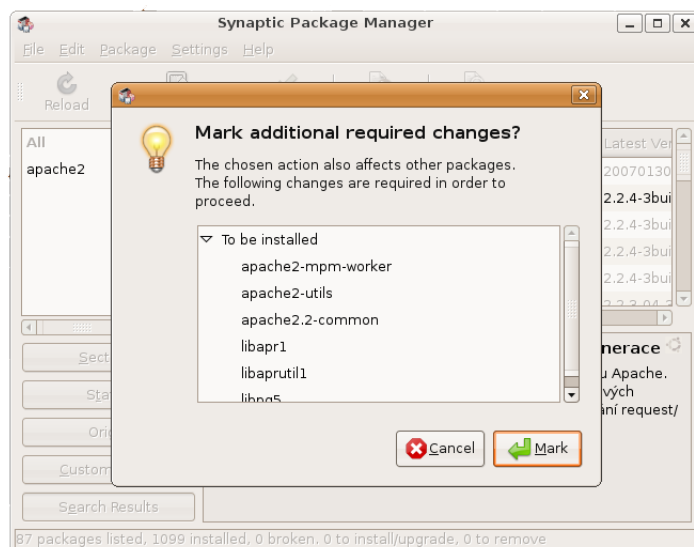 Synaptic Package Manager
File Edit Package Settings Help
Reload
Mark additional required changes?
The chosen action also affects other packages.
The following changes are required in order to
proceed.
To be installed
apache2-mpm-worker
apache2-utils
apache2.2-common
libapr1
libaprutil1
libpq5
Cancel Mark
All
apache2
Latest Ver
20070130
2.2.4-3bui
2.2.4-3bui
2.2.4-3bui
2.2.4-3bui
Sect
Sta
Ori
Custom
Search Results
nerace
u Apache.
vých
ání request/
87 packages listed, 1099 installed, 0 broken. 0 to install/upgrade, 0 to remove